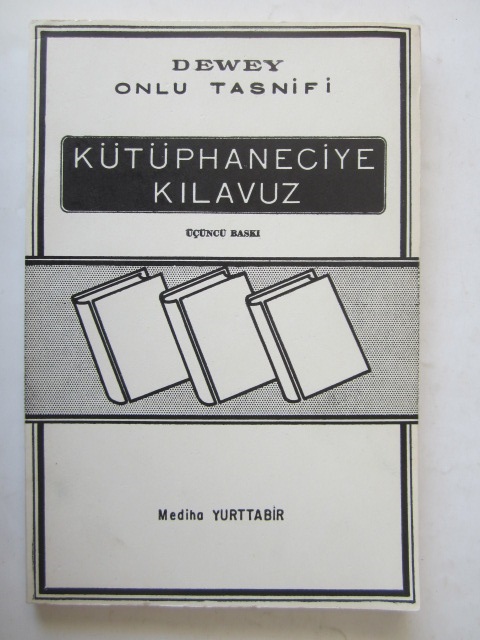 DEWEY
ONLU TASNİFİ
KÜTÜPHANECİYE
KILAVUZ
ÜÇÜNCÜ BASKI
Mediha YURTTABİR